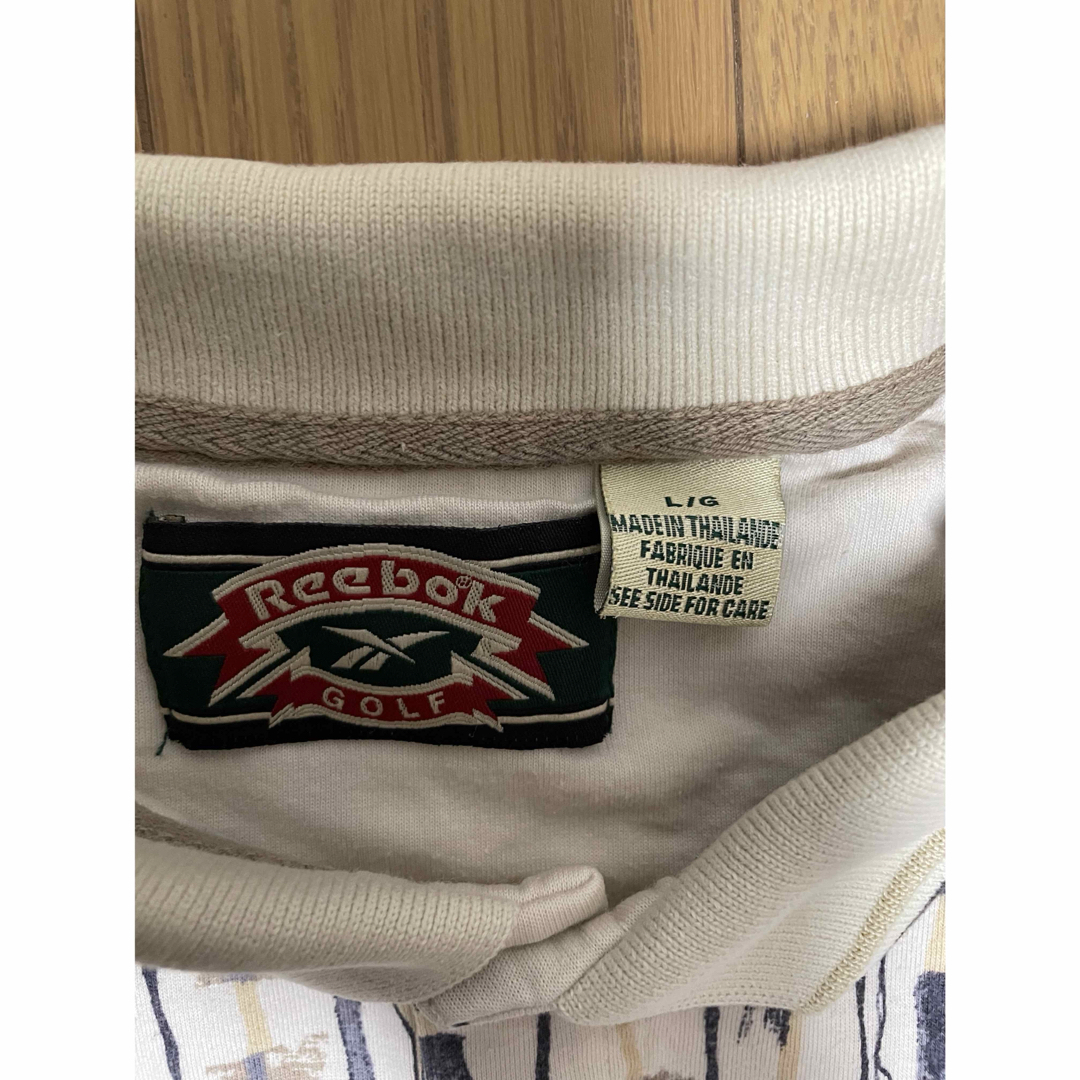 Reebok
GOLF
L/G
MADE IN THAILANDE
FABRIQUE EN
THAILANDE
SEE SIDE FOR CARE